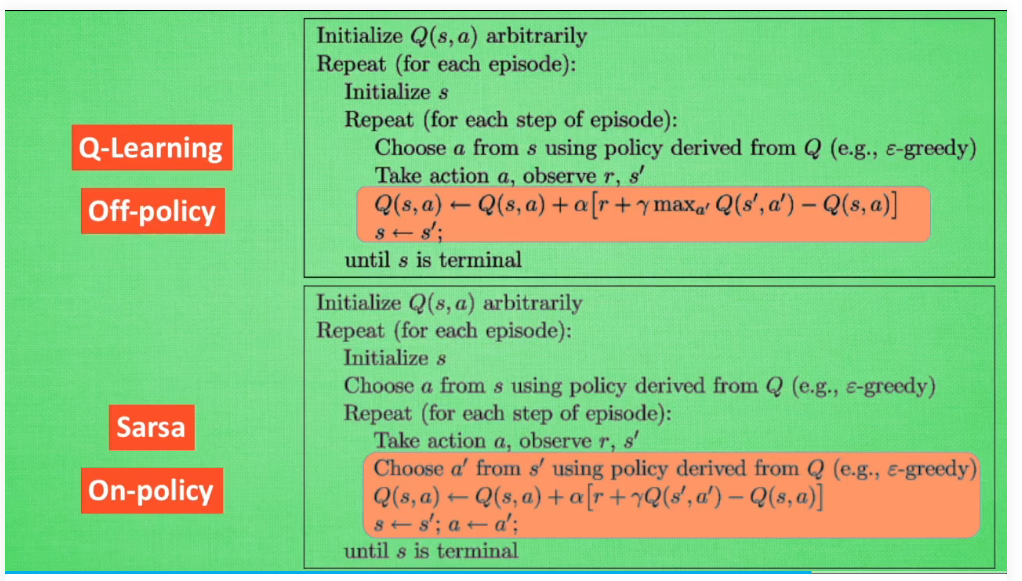 Q-Learning
Off-policy
Initialize Q(s, a) arbitrarily
Repeat (for each episode):
Initialize s
Repeat (for each step of episode):
Choose a from s using policy derived from Q (e.g., ε-greedy)
Take action a, observe r, s′
Q(s, a) ← Q(s, a) + α[r + γ maxₐ′ Q(s′, a′) − Q(s, a)]
s ← s′;
until s is terminal
Sarsa
On-policy
Initialize Q(s, a) arbitrarily
Repeat (for each episode):
Initialize s
Choose a from s using policy derived from Q (e.g., ε-greedy)
Repeat (for each step of episode):
Take action a, observe r, s′
Choose a′ from s′ using policy derived from Q (e.g., ε-greedy)
Q(s, a) ← Q(s, a) + α[r + γQ(s′, a′) − Q(s, a)]
s ← s′; a ← a′;
until s is terminal